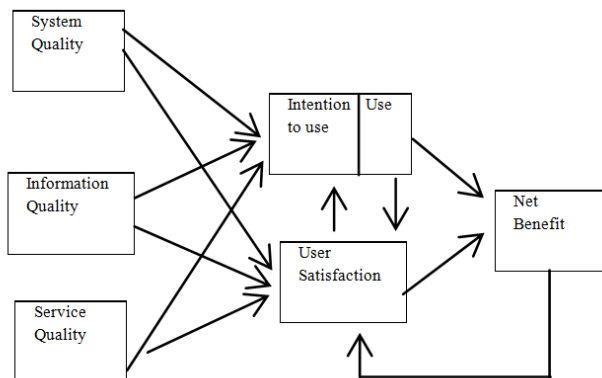 System
Quality
Intention
to use
Use
Information
Quality
Net
Benefit
User
Satisfaction
Service
Quality